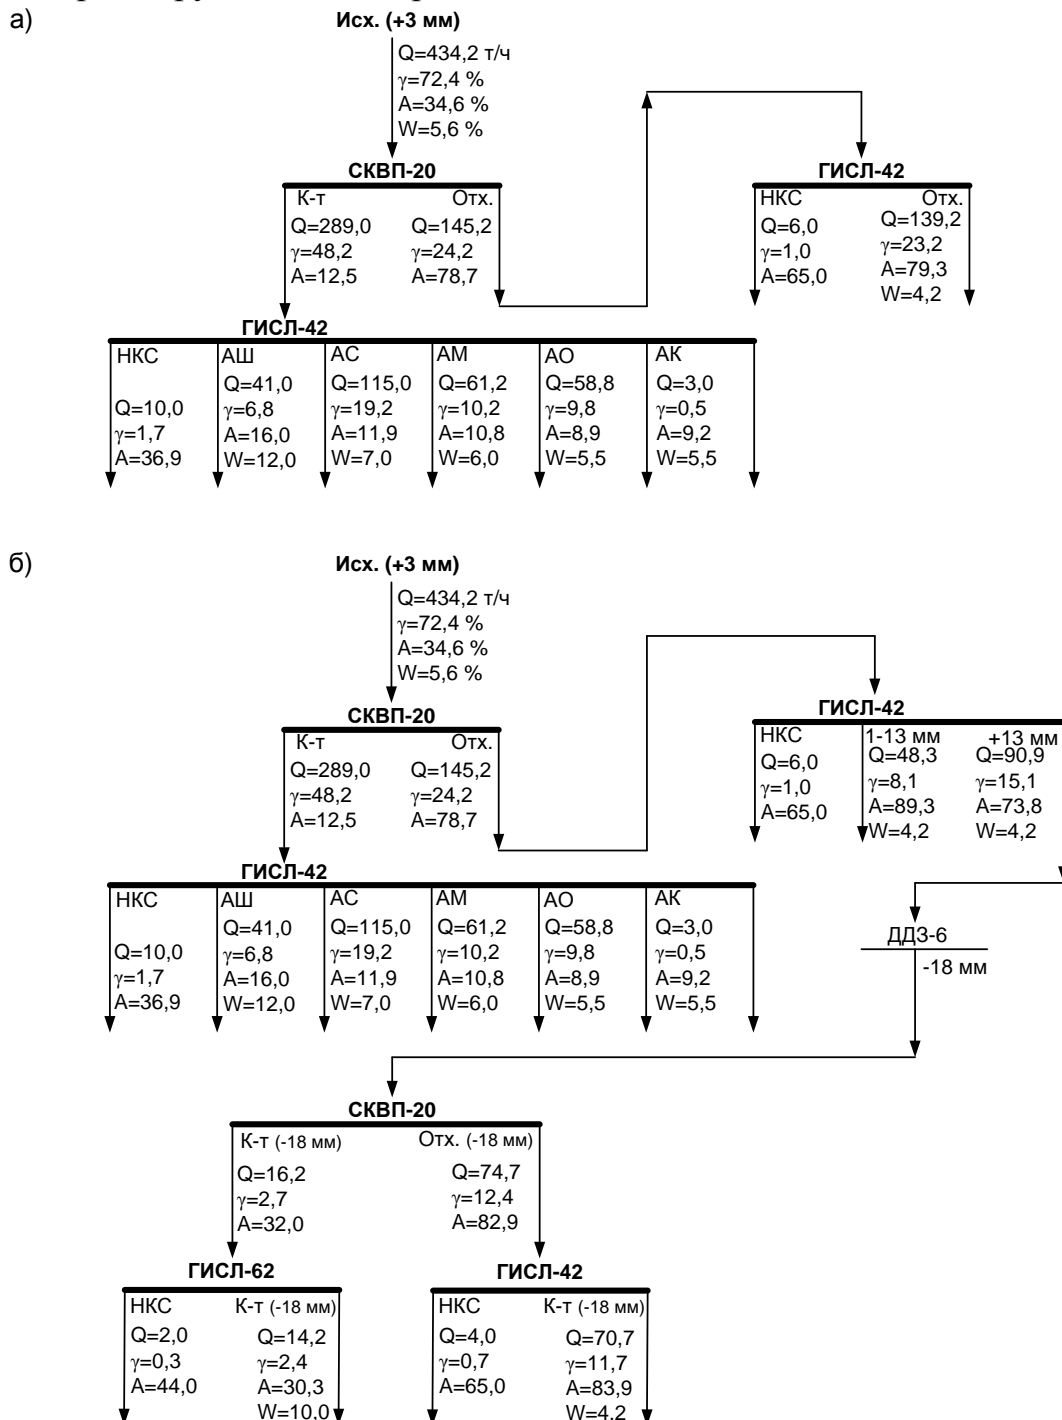 а)
Исх. (+3 мм)
Q=434,2 т/ч
γ=72,4 %
A=34,6 %
W=5,6 %
СКВП-20
К-т
Q=289,0
γ=48,2
A=12,5
Отх.
Q=145,2
γ=24,2
A=78,7
ГИСЛ-42
НКС
Q=6,0
γ=1,0
A=65,0
Отх.
Q=139,2
γ=23,2
A=79,3
W=4,2
ГИСЛ-42
НКС
Q=10,0
γ=1,7
A=36,9
АШ
Q=41,0
γ=6,8
A=16,0
W=12,0
АС
Q=115,0
γ=19,2
A=11,9
W=7,0
АМ
Q=61,2
γ=10,2
A=10,8
W=6,0
АО
Q=58,8
γ=9,8
A=8,9
W=5,5
АК
Q=3,0
γ=0,5
A=9,2
W=5,5
б)
Исх. (+3 мм)
Q=434,2 т/ч
γ=72,4 %
A=34,6 %
W=5,6 %
СКВП-20
К-т
Q=289,0
γ=48,2
A=12,5
Отх.
Q=145,2
γ=24,2
A=78,7
ГИСЛ-42
НКС
Q=6,0
γ=1,0
A=65,0
1-13 мм
Q=48,3
γ=8,1
A=89,3
W=4,2
+13 мм
Q=90,9
γ=15,1
A=73,8
W=4,2
ГИСЛ-42
НКС
Q=10,0
γ=1,7
A=36,9
АШ
Q=41,0
γ=6,8
A=16,0
W=12,0
АС
Q=115,0
γ=19,2
A=11,9
W=7,0
АМ
Q=61,2
γ=10,2
A=10,8
W=6,0
АО
Q=58,8
γ=9,8
A=8,9
W=5,5
АК
Q=3,0
γ=0,5
A=9,2
W=5,5
ДДЗ-6
-18 мм
СКВП-20
К-т (-18 мм)
Q=16,2
γ=2,7
A=32,0
Отх. (-18 мм)
Q=74,7
γ=12,4
A=82,9
ГИСЛ-62
НКС
Q=2,0
γ=0,3
A=44,0
К-т (-18 мм)
Q=14,2
γ=2,4
A=30,3
W=10,0
ГИСЛ-42
НКС
Q=4,0
γ=0,7
A=65,0
К-т (-18 мм)
Q=70,7
γ=11,7
A=83,9
W=4,2